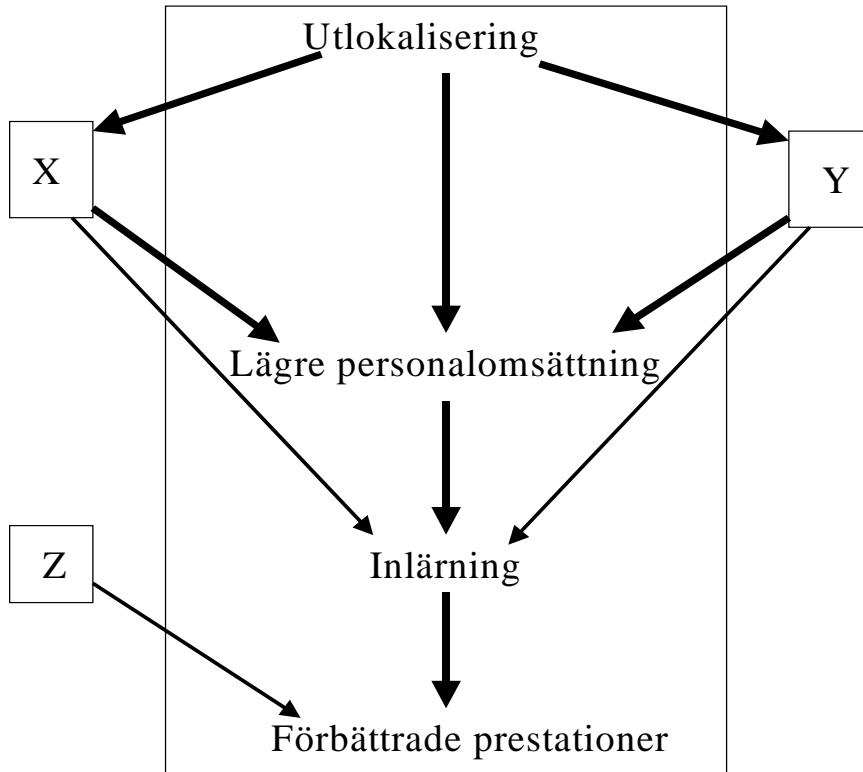 Utlokalisering
X
Y
Lägre personalomsättning
Z
Inlärning
Förbättrade prestationer